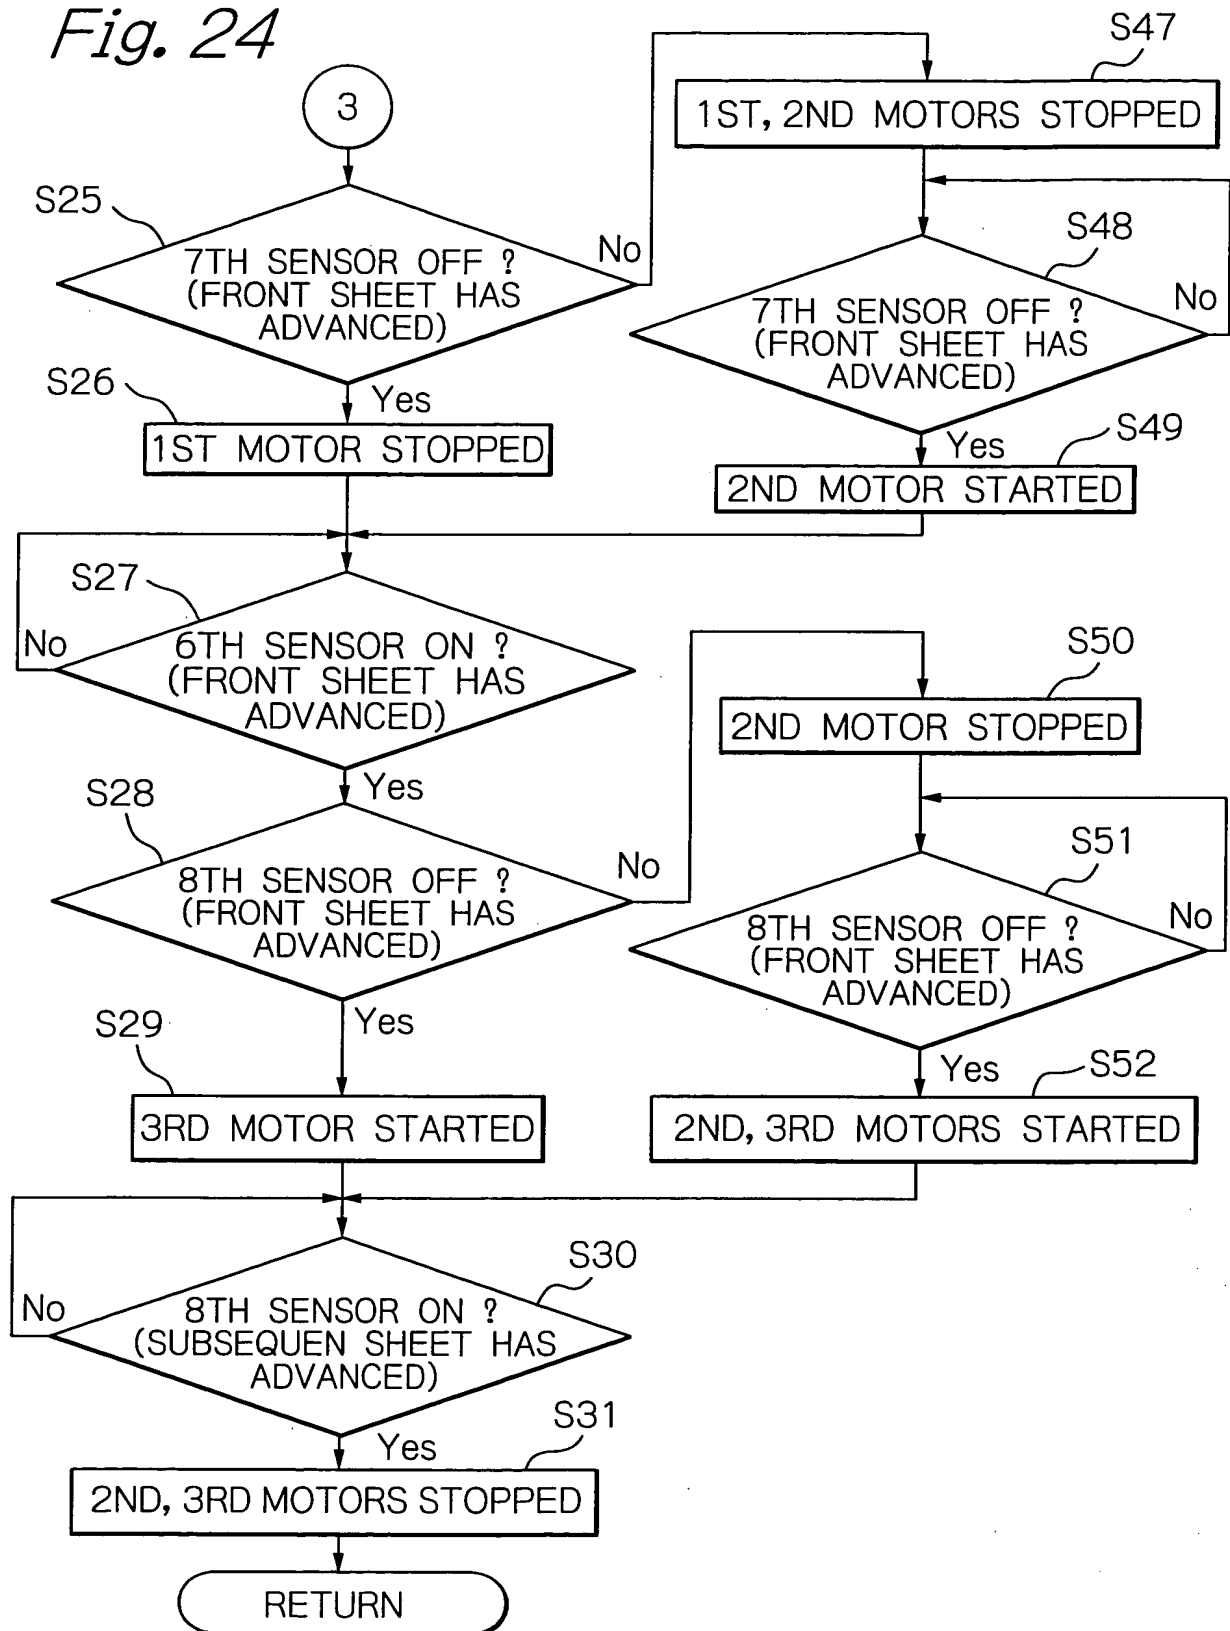 Fig. 24
3
S25
7TH SENSOR OFF ?
(FRONT SHEET HAS
ADVANCED)
No
Yes
S26
1ST MOTOR STOPPED
S47
1ST, 2ND MOTORS STOPPED
S48
7TH SENSOR OFF ?
(FRONT SHEET HAS
ADVANCED)
No
Yes
S49
2ND MOTOR STARTED
S27
6TH SENSOR ON ?
(FRONT SHEET HAS
ADVANCED)
No
Yes
S28
8TH SENSOR OFF ?
(FRONT SHEET HAS
ADVANCED)
No
Yes
S50
2ND MOTOR STOPPED
S51
8TH SENSOR OFF ?
(FRONT SHEET HAS
ADVANCED)
No
Yes
S29
3RD MOTOR STARTED
S52
2ND, 3RD MOTORS STARTED
S30
8TH SENSOR ON ?
(SUBSEQUEN SHEET HAS
ADVANCED)
No
Yes
S31
2ND, 3RD MOTORS STOPPED
RETURN